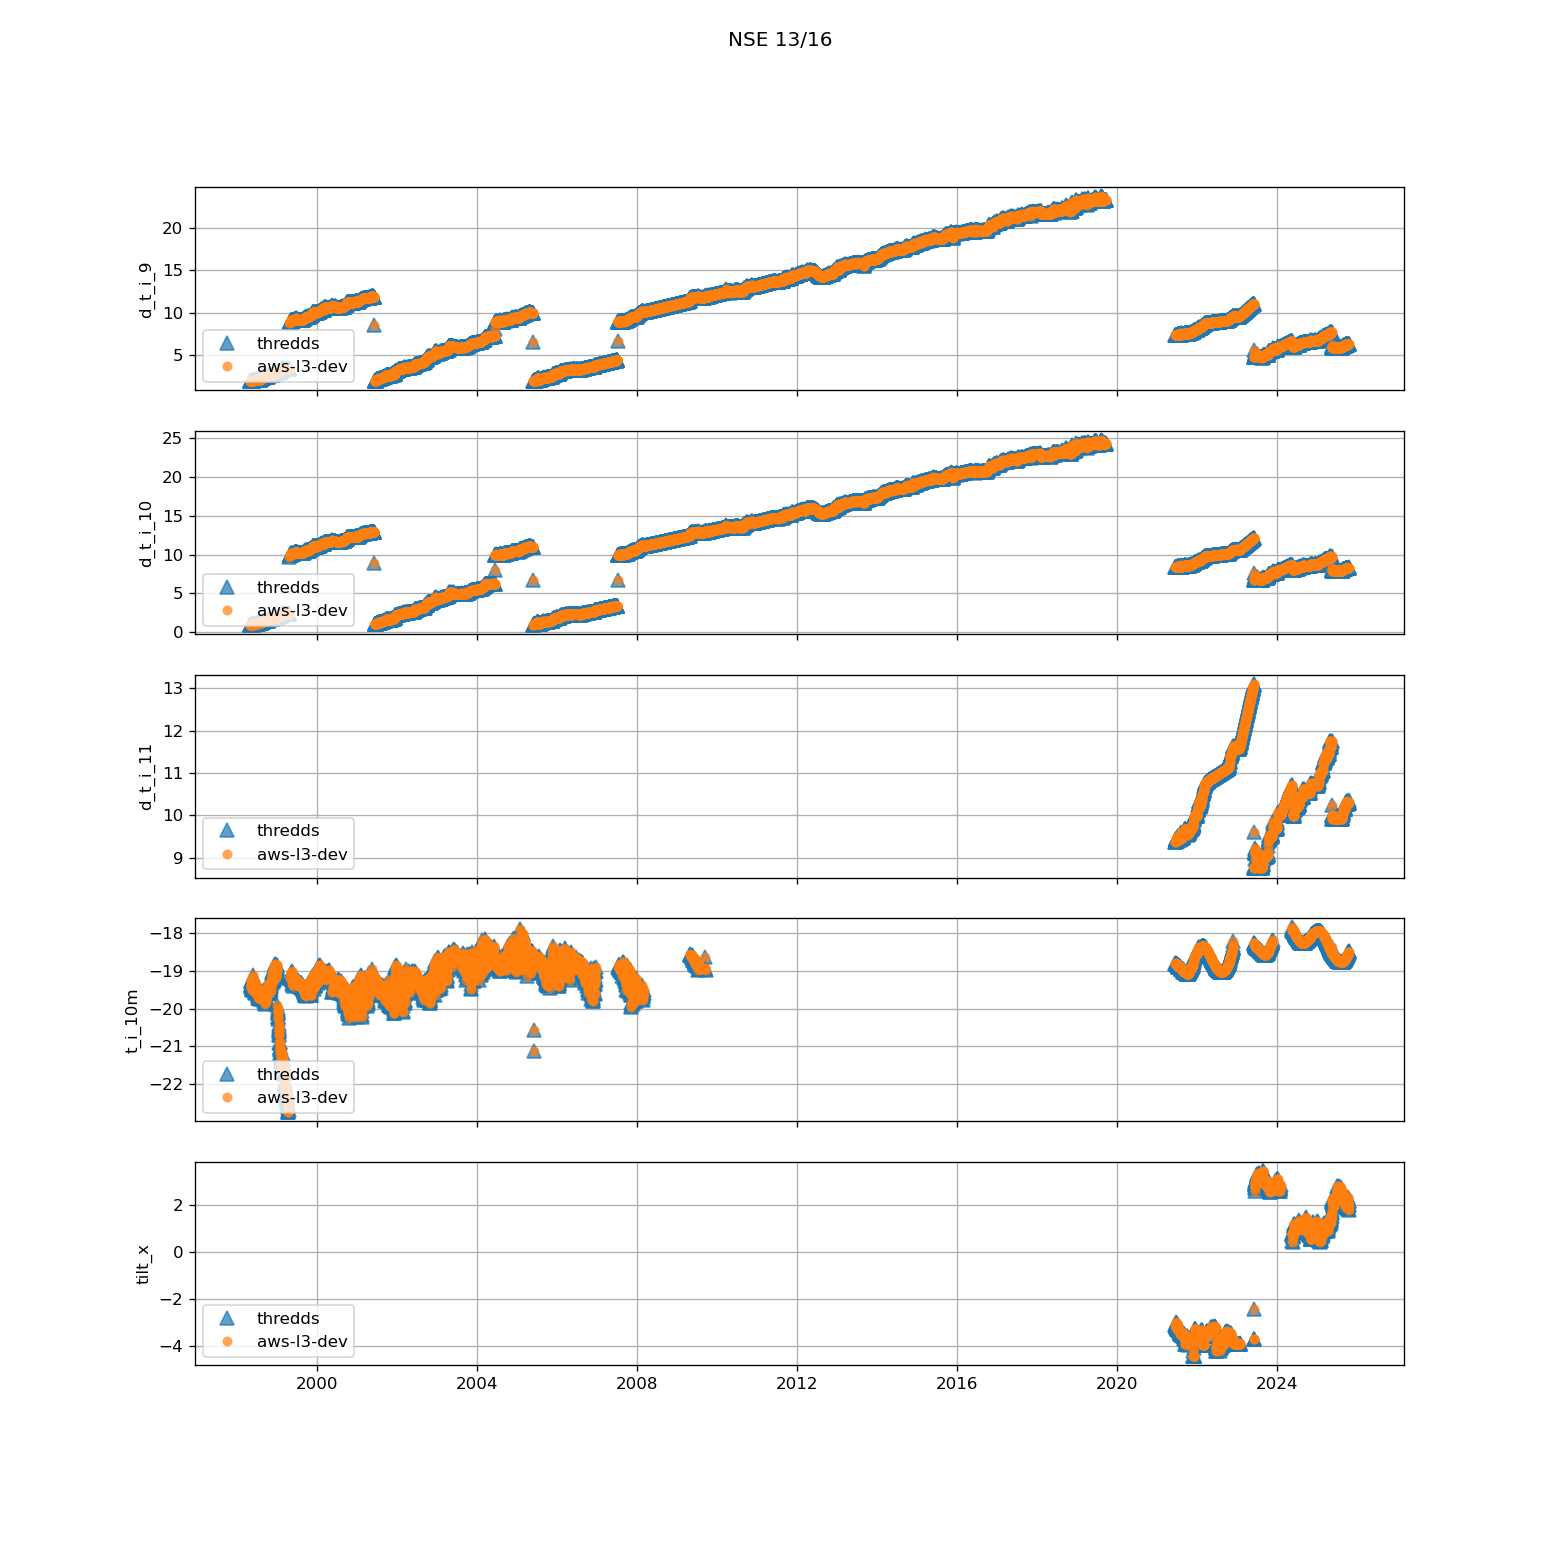 NSE 13/16
20
15
10
5
d_t_i_9
thredds
aws-l3-dev
25
20
15
10
5
0
d_t_i_10
thredds
aws-l3-dev
13
12
11
10
9
d_t_i_11
thredds
aws-l3-dev
−18
−19
−20
−21
−22
t_i_10m
thredds
aws-l3-dev
2
0
−2
−4
tilt_x
thredds
aws-l3-dev
2000 2004 2008 2012 2016 2020 2024